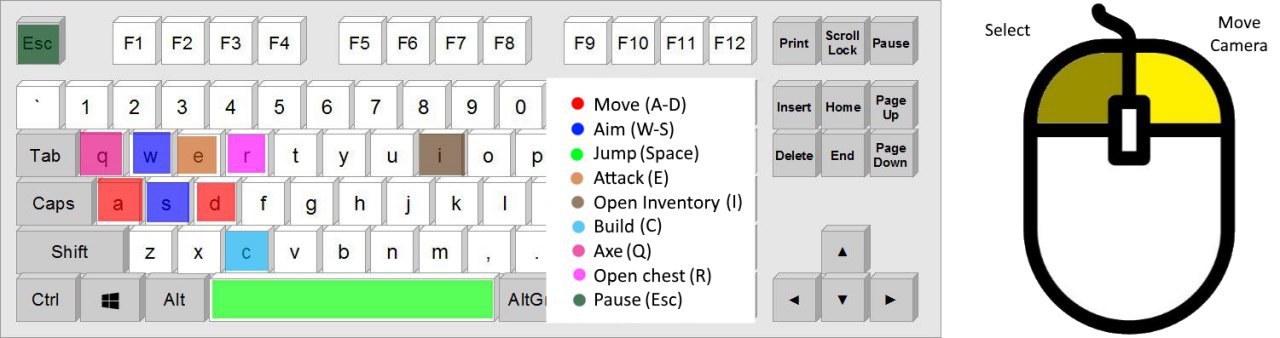 Esc F1 F2 F3 F4 F5 F6 F7 F8 F9 F10 F11 F12 Print Scroll Lock Pause
` 1 2 3 4 5 6 7 8 9 0 Insert Home Page Up
Tab q w e r t y u i o p Delete End Page Down
Caps a s d f g h j k l
Shift z x c v b n m , .
Ctrl Alt AltGr
Move (A-D)
Aim (W-S)
Jump (Space)
Attack (E)
Open Inventory (I)
Build (C)
Axe (Q)
Open chest (R)
Pause (Esc)
Select
Move
Camera